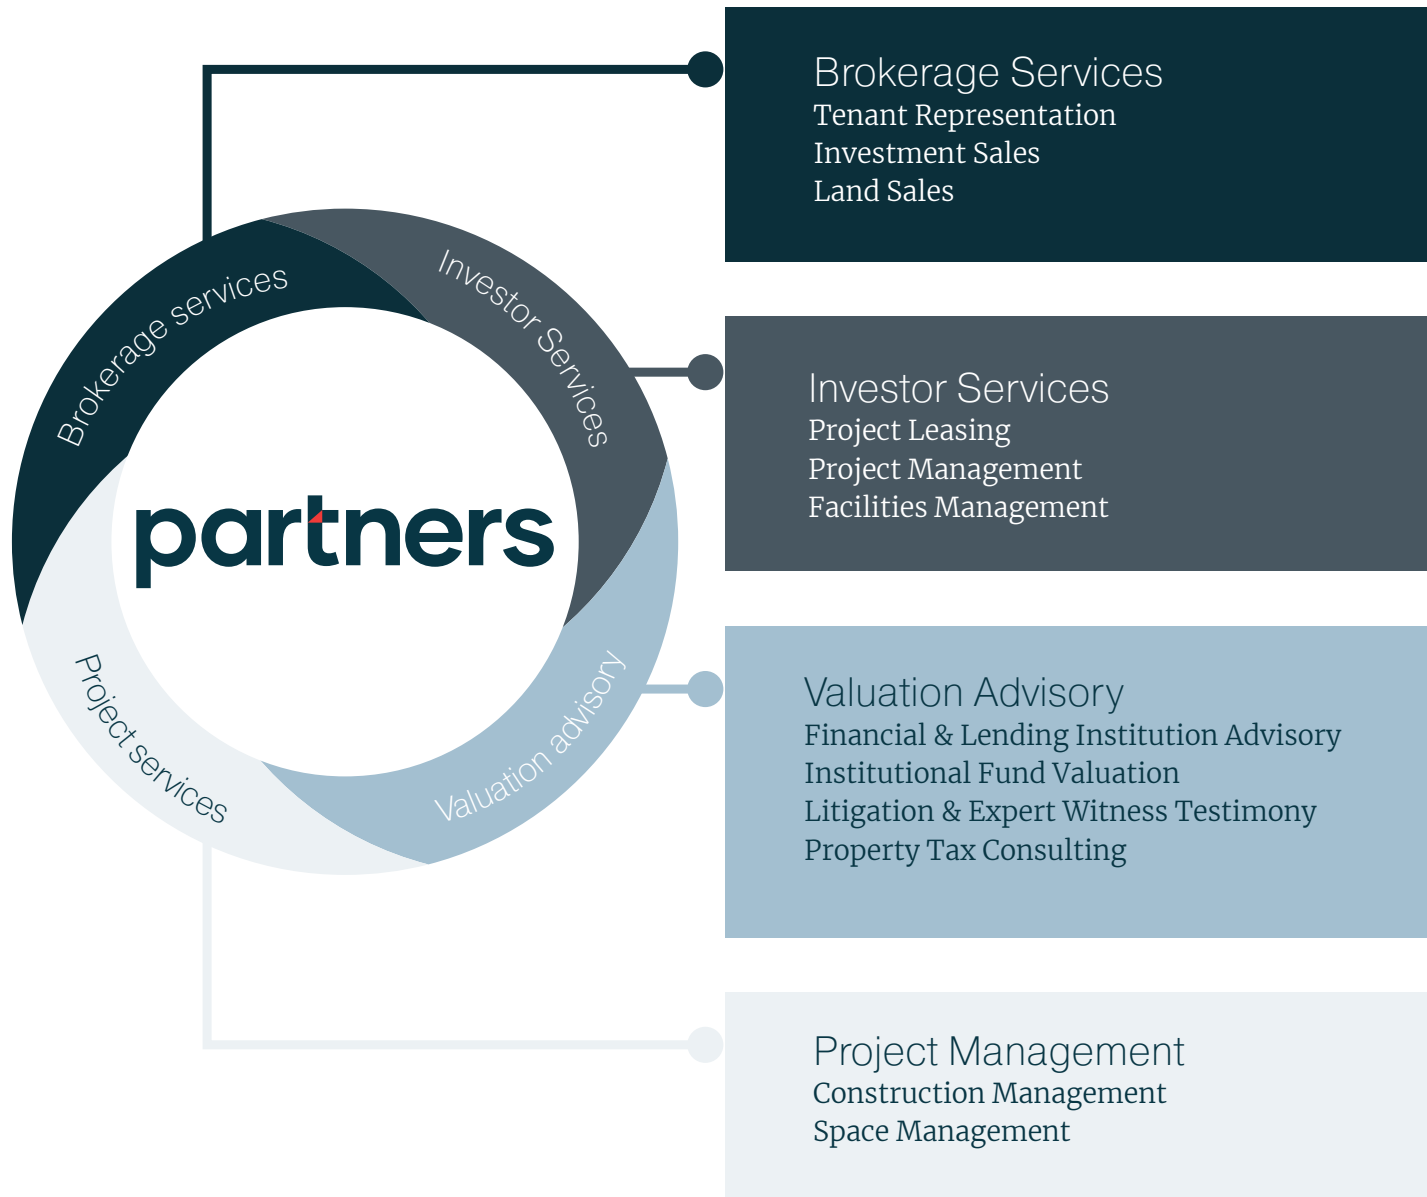 Brokerage Services
Tenant Representation
Investment Sales
Land Sales
Brokerage services
Investor Services
Investor Services
Project Leasing
Project Management
Facilities Management
partners
Valuation advisory
Project services
Valuation Advisory
Financial & Lending Institution Advisory
Institutional Fund Valuation
Litigation & Expert Witness Testimony
Property Tax Consulting
Project Management
Construction Management
Space Management